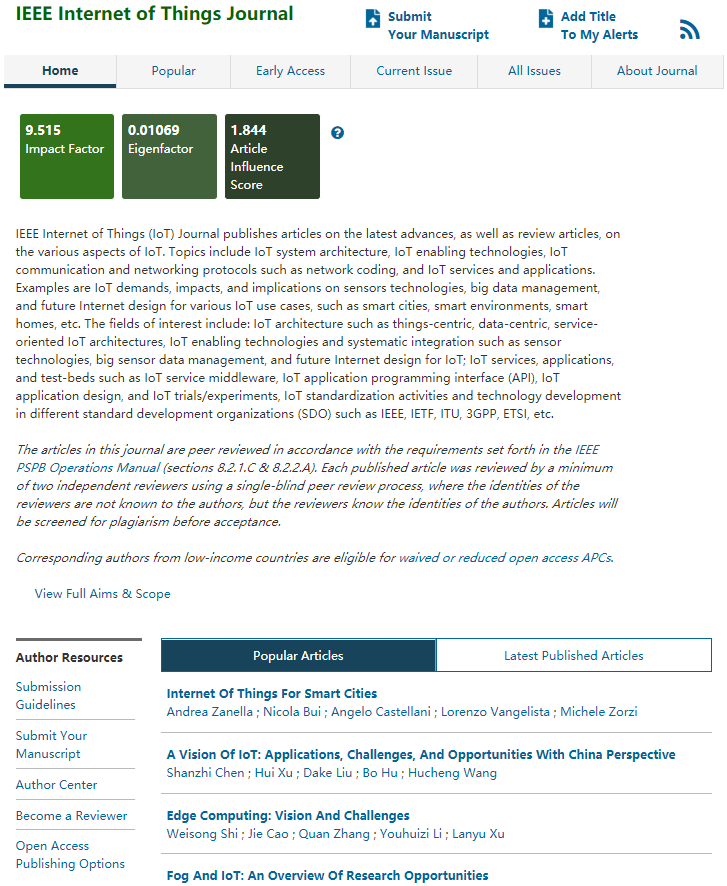 IEEE Internet of Things Journal
Submit
Your Manuscript
Add Title
To My Alerts
Home
Popular
Early Access
Current Issue
All Issues
About Journal
9.515
Impact Factor
0.01069
Eigenfactor
1.844
Article
Influence
Score
?
IEEE Internet of Things (IoT) Journal publishes articles on the latest advances, as well as review articles, on
the various aspects of IoT. Topics include IoT system architecture, IoT enabling technologies, IoT
communication and networking protocols such as network coding, and IoT services and applications.
Examples are IoT demands, impacts, and implications on sensors technologies, big data management,
and future Internet design for various IoT use cases, such as smart cities, smart environments, smart
homes, etc. The fields of interest include: IoT architecture such as things-centric, data-centric, service-
oriented IoT architectures, IoT enabling technologies and systematic integration such as sensor
technologies, big sensor data management, and future Internet design for IoT; IoT services, applications,
and test-beds such as IoT service middleware, IoT application programming interface (API), IoT
application design, and IoT trials/experiments, IoT standardization activities and technology development
in different standard development organizations (SDO) such as IEEE, IETF, ITU, 3GPP, ETSI, etc.
The articles in this journal are peer reviewed in accordance with the requirements set forth in the IEEE
PSPB Operations Manual (sections 8.2.1.C & 8.2.2.A). Each published article was reviewed by a minimum
of two independent reviewers using a single-blind peer review process, where the identities of the
reviewers are not known to the authors, but the reviewers know the identities of the authors. Articles will
be screened for plagiarism before acceptance.
Corresponding authors from low-income countries are eligible for waived or reduced open access APCs.
View Full Aims & Scope
Author Resources
Submission
Guidelines
Submit Your
Manuscript
Author Center
Become a Reviewer
Open Access
Publishing Options
Popular Articles
Latest Published Articles
Internet Of Things For Smart Cities
Andrea Zanella ; Nicola Bui ; Angelo Castellani ; Lorenzo Vangelista ; Michele Zorzi
A Vision Of IoT: Applications, Challenges, And Opportunities With China Perspective
Shanzhi Chen ; Hui Xu ; Dake Liu ; Bo Hu ; Hucheng Wang
Edge Computing: Vision And Challenges
Weisong Shi ; Jie Cao ; Quan Zhang ; Youhuizi Li ; Lanyu Xu
Fog And IoT: An Overview Of Research Opportunities